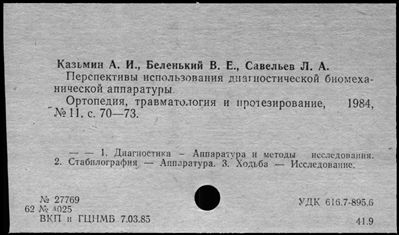 Казьмин А. И., Беленький В. Е., Савельев Л. А.
Перспективы использования диагностической биомеха-
нической аппаратуры.
Ортопедия, травматология и протезирование, 1984,
№ 11, с. 70—73.
— — 1. Диагностика — Аппаратура и методы исследования.
2. Стабилография — Аппаратура. 3. Ходьба — Исследование.
№ 27769
УДК 616.7-895.6
62 № 4025
ВКП и ГЦНМБ 7.03.85
41.9